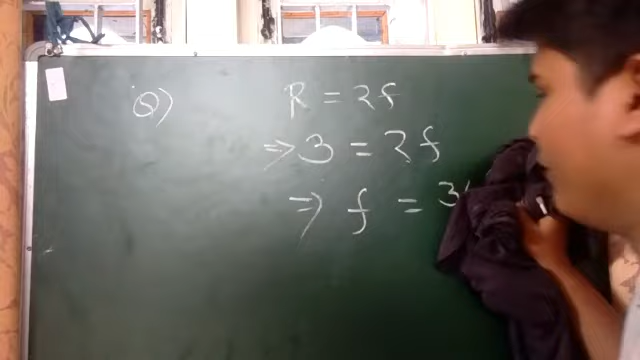 Q) R = 2f
⇒ 3 = 2f
⇒ f = 3/